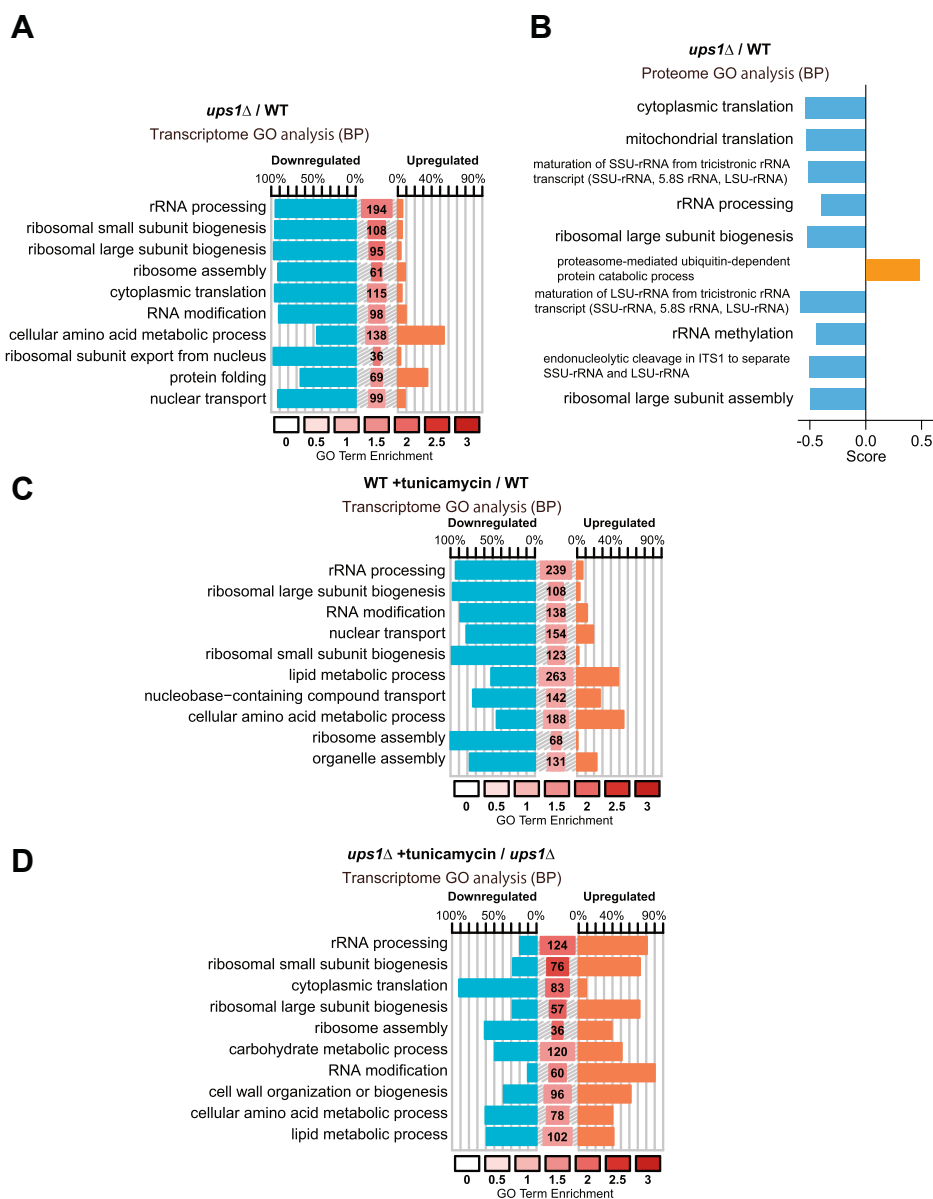 A
ups1Δ / WT
Transcriptome GO analysis (BP)
Downregulated Upregulated
100% 50% 0% 0% 40% 90%
rRNA processing 194
ribosomal small subunit biogenesis 108
ribosomal large subunit biogenesis 95
ribosome assembly 61
cytoplasmic translation 115
RNA modification 98
cellular amino acid metabolic process 138
ribosomal subunit export from nucleus 36
protein folding 69
nuclear transport 99
0 0.5 1 1.5 2 2.5 3
GO Term Enrichment
B
ups1Δ / WT
Proteome GO analysis (BP)
cytoplasmic translation
mitochondrial translation
maturation of SSU-rRNA from tricistronic rRNA
transcript (SSU-rRNA, 5.8S rRNA, LSU-rRNA)
rRNA processing
ribosomal large subunit biogenesis
proteasome-mediated ubiquitin-dependent
protein catabolic process
maturation of LSU-rRNA from tricistronic rRNA
transcript (SSU-rRNA, 5.8S rRNA, LSU-rRNA)
rRNA methylation
endonucleolytic cleavage in ITS1 to separate
SSU-rRNA and LSU-rRNA
ribosomal large subunit assembly
-0.5 0.0 0.5
Score
C
WT +tunicamycin / WT
Transcriptome GO analysis (BP)
Downregulated Upregulated
100% 50% 0% 0% 40% 90%
rRNA processing 239
ribosomal large subunit biogenesis 108
RNA modification 138
nuclear transport 154
ribosomal small subunit biogenesis 123
lipid metabolic process 263
nucleobase−containing compound transport 142
cellular amino acid metabolic process 188
ribosome assembly 68
organelle assembly 131
0 0.5 1 1.5 2 2.5 3
GO Term Enrichment
D
ups1Δ +tunicamycin / ups1Δ
Transcriptome GO analysis (BP)
Downregulated Upregulated
100% 50% 0% 0% 40% 90%
rRNA processing 124
ribosomal small subunit biogenesis 76
cytoplasmic translation 83
ribosomal large subunit biogenesis 57
ribosome assembly 36
carbohydrate metabolic process 120
RNA modification 60
cell wall organization or biogenesis 96
cellular amino acid metabolic process 78
lipid metabolic process 102
0 0.5 1 1.5 2 2.5 3
GO Term Enrichment